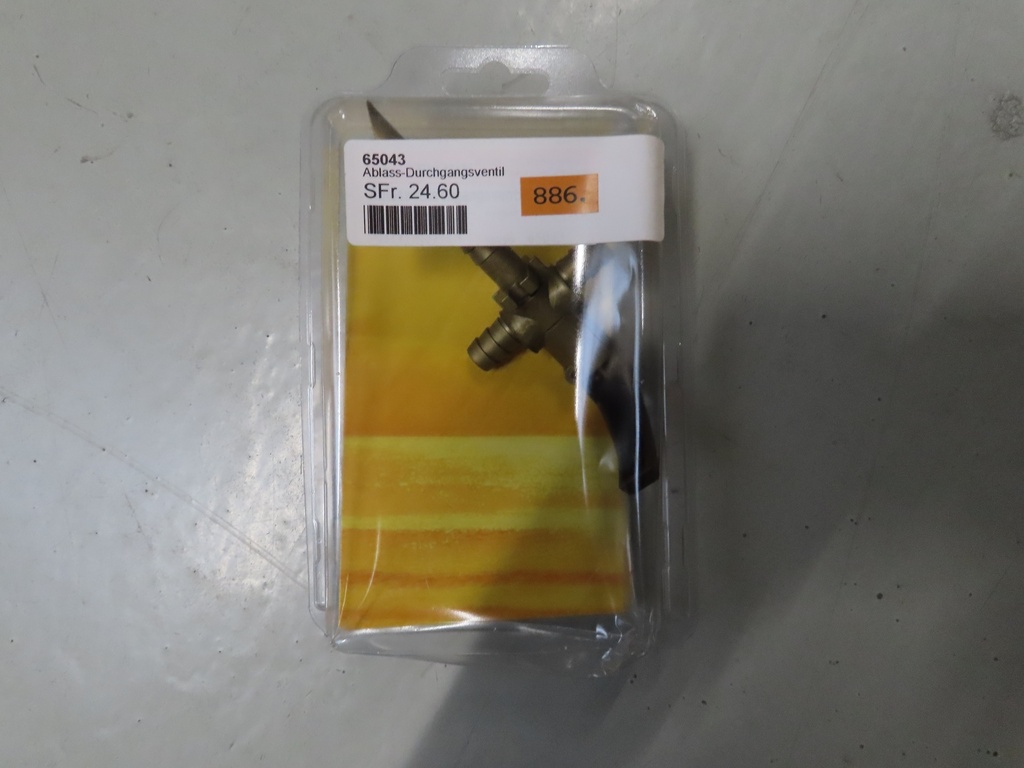 65043
Ablass-Durchgangsventil
SFr. 24.60
886.